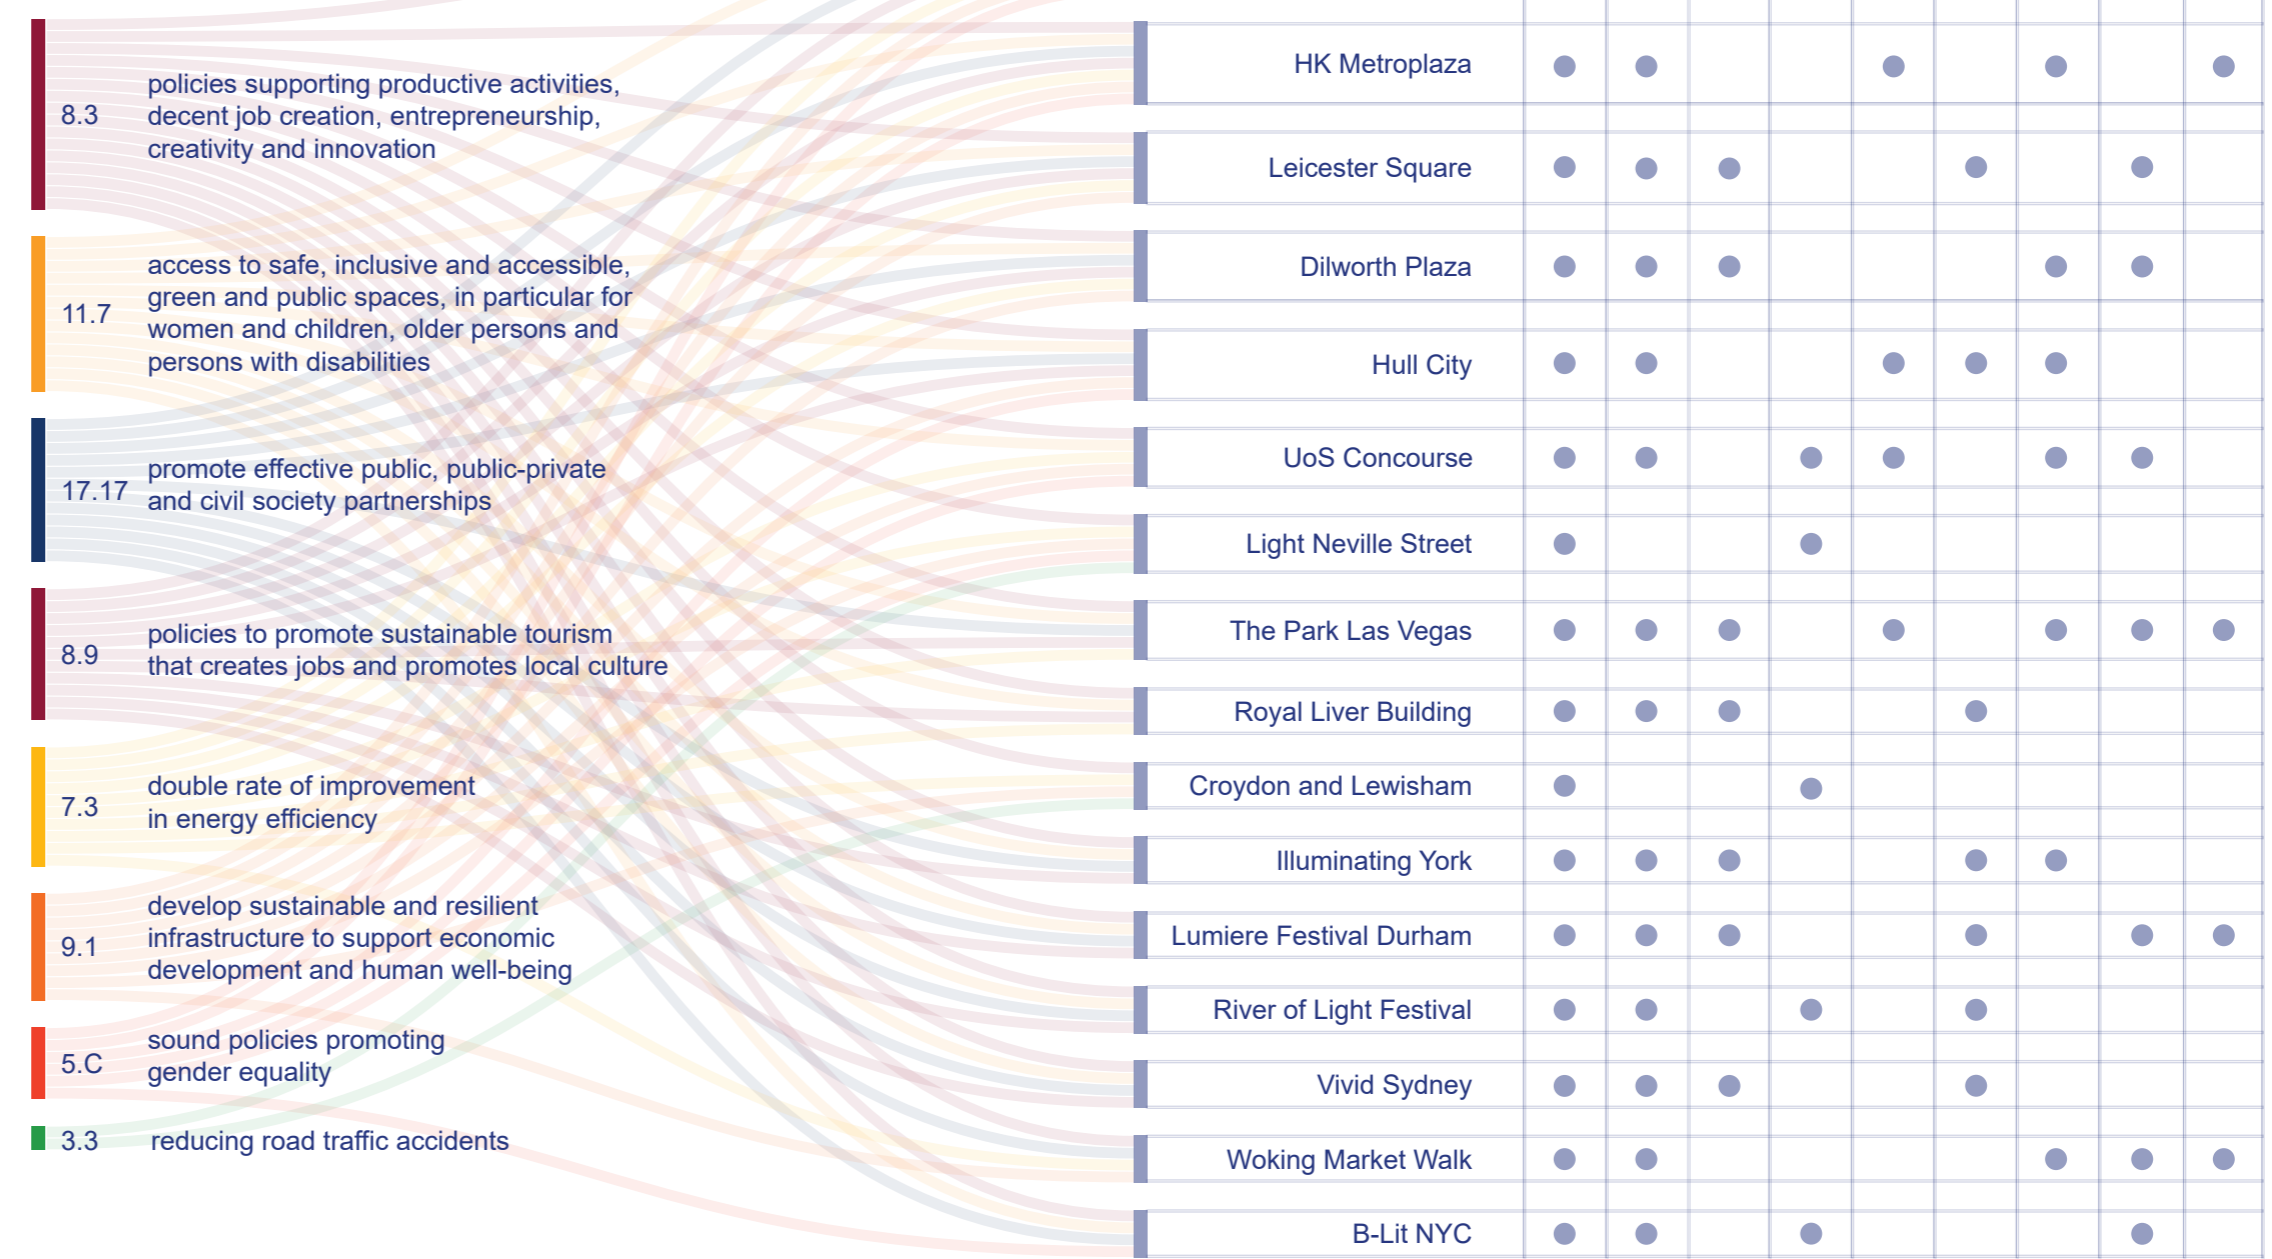 8.3
policies supporting productive activities,
decent job creation, entrepreneurship,
creativity and innovation
11.7
access to safe, inclusive and accessible,
green and public spaces, in particular for
women and children, older persons and
persons with disabilities
17.17
promote effective public, public-private
and civil society partnerships
8.9
policies to promote sustainable tourism
that creates jobs and promotes local culture
7.3
double rate of improvement
in energy efficiency
9.1
develop sustainable and resilient
infrastructure to support economic
development and human well-being
5.C
sound policies promoting
gender equality
3.3
reducing road traffic accidents
HK Metroplaza
Leicester Square
Dilworth Plaza
Hull City
UoS Concourse
Light Neville Street
The Park Las Vegas
Royal Liver Building
Croydon and Lewisham
Illuminating York
Lumiere Festival Durham
River of Light Festival
Vivid Sydney
Woking Market Walk
B-Lit NYC